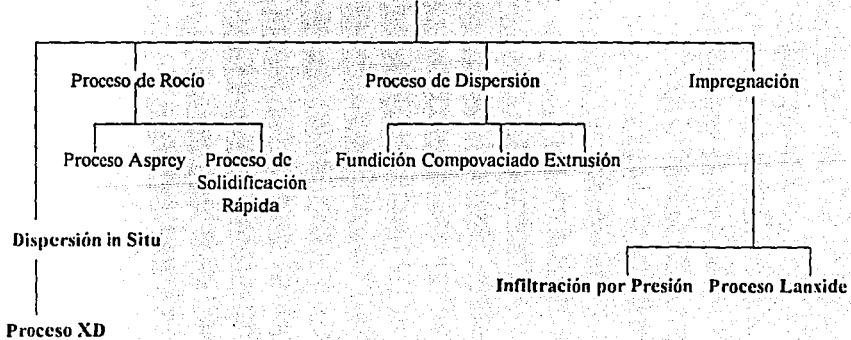 Proceso de Rocío Proceso de Dispersión Impregnación
Proceso Asprey Proceso de Solidificación Rápida Fundición Compovaciado Extrusión
Dispersión in Situ
Infiltración por Presión Proceso Lanxide
Proceso XD